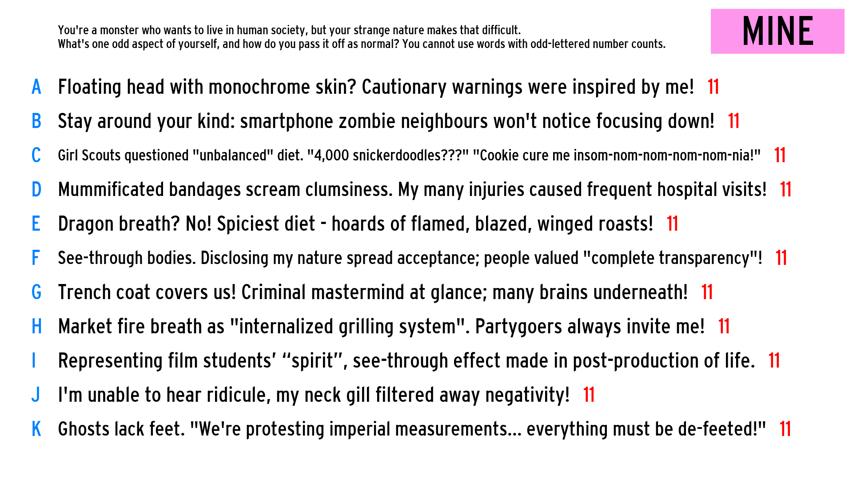 You're a monster who wants to live in human society, but your strange nature makes that difficult.
What's one odd aspect of yourself, and how do you pass it off as normal? You cannot use words with odd-lettered number counts.
MINE
A Floating head with monochrome skin? Cautionary warnings were inspired by me! 11
B Stay around your kind: smartphone zombie neighbours won't notice focusing down! 11
C Girl Scouts questioned "unbalanced" diet. "4,000 snickerdoodles???" "Cookie cure me insom-nom-nom-nom-nom-nia!" 11
D Mummificated bandages scream clumsiness. My many injuries caused frequent hospital visits! 11
E Dragon breath? No! Spiciest diet - hoards of flamed, blazed, winged roasts! 11
F See-through bodies. Disclosing my nature spread acceptance; people valued "complete transparency"! 11
G Trench coat covers us! Criminal mastermind at glance; many brains underneath! 11
H Market fire breath as "internalized grilling system". Partygoers always invite me! 11
I Representing film students’ “spirit”, see-through effect made in post-production of life. 11
J I'm unable to hear ridicule, my neck gill filtered away negativity! 11
K Ghosts lack feet. "We're protesting imperial measurements... everything must be de-feeted!" 11